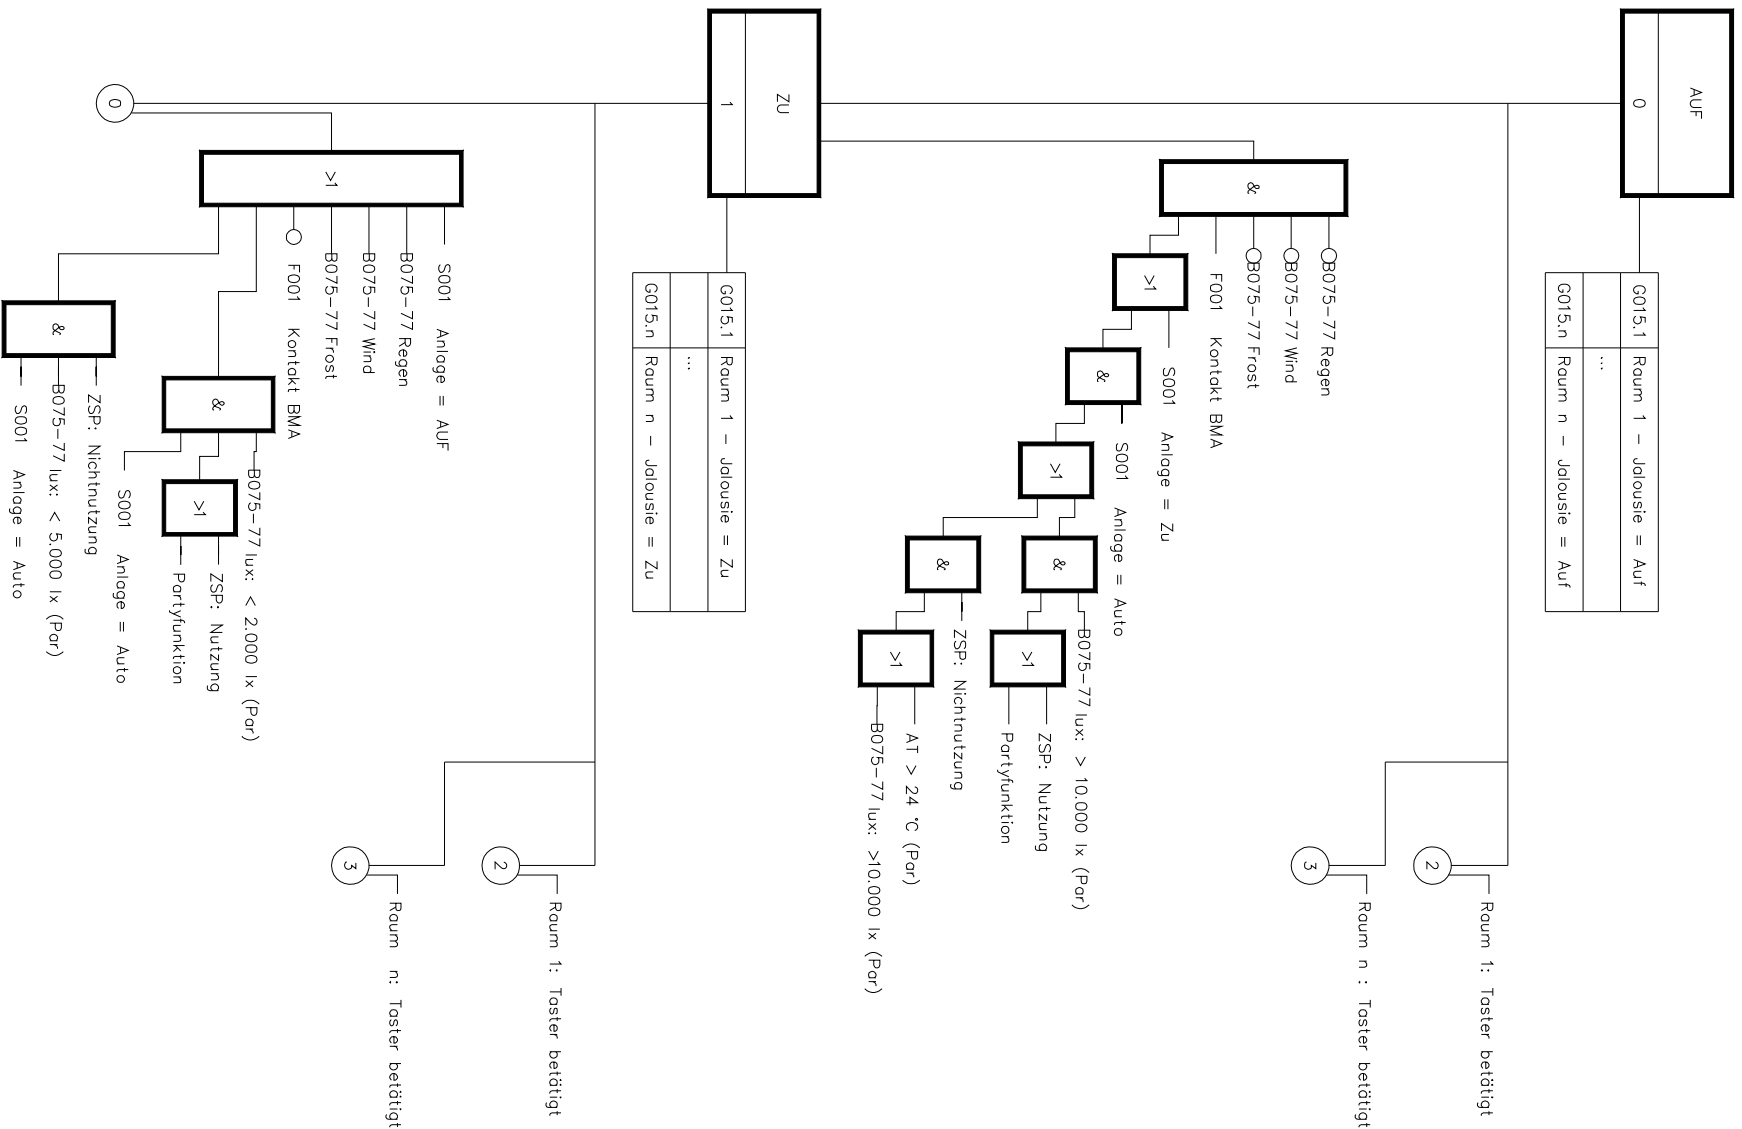 AUF
0
G015.1 Raum 1 - Jalousie = Auf
...
G015.n Raum n - Jalousie = Auf
2
Raum 1: Taster betätigt
3
Raum n : Taster betätigt
&
B075-77 Regen
B075-77 Wind
B075-77 Frost
F001 Kontakt BMA
>1
S001 Anlage = Zu
&
S001 Anlage = Auto
>1
&
B075-77 lux: > 10.000 lx (Par)
>1
ZSP: Nutzung
Partyfunktion
&
ZSP: Nichtnutzung
>1
AT > 24 °C (Par)
B075-77 lux: >10.000 lx (Par)
ZU
1
G015.1 Raum 1 - Jalousie = Zu
...
G015.n Raum n - Jalousie = Zu
2
Raum 1: Taster betätigt
3
Raum n: Taster betätigt
0
>1
S001 Anlage = AUF
B075-77 Regen
B075-77 Wind
B075-77 Frost
F001 Kontakt BMA
&
B075-77 lux: < 2.000 lx (Par)
>1
ZSP: Nutzung
Partyfunktion
S001 Anlage = Auto
&
ZSP: Nichtnutzung
B075-77 lux: < 5.000 lx (Par)
S001 Anlage = Auto